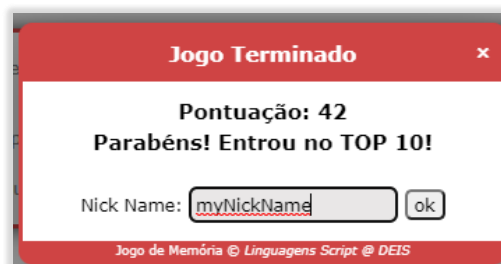 Jogo Terminado ×
Pontuação: 42
Parabéns! Entrou no TOP 10!
Nick Name: myNickName ok
Jogo de Memória © Linguagens Script @ DEIS